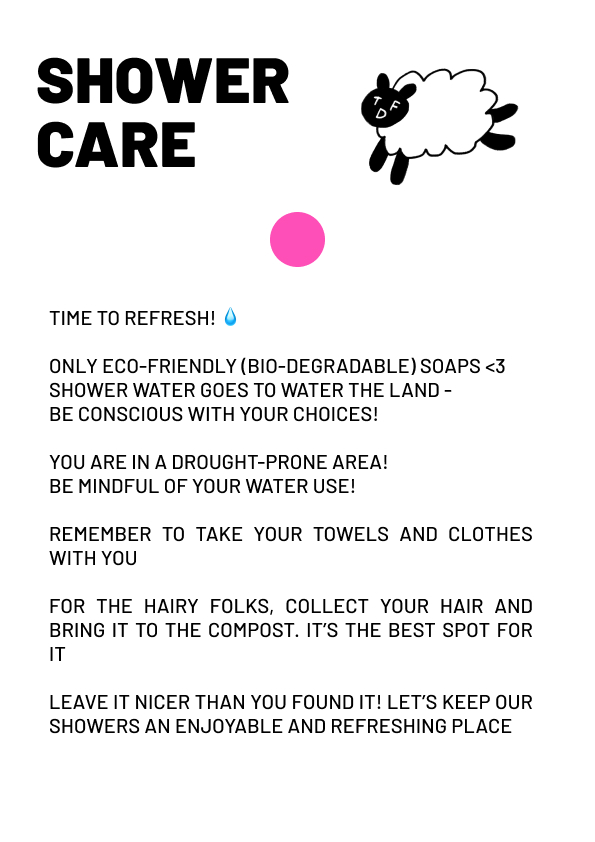 SHOWER
CARE
T F
D
TIME TO REFRESH! 💧
ONLY ECO-FRIENDLY (BIO-DEGRADABLE) SOAPS <3
SHOWER WATER GOES TO WATER THE LAND -
BE CONSCIOUS WITH YOUR CHOICES!
YOU ARE IN A DROUGHT-PRONE AREA!
BE MINDFUL OF YOUR WATER USE!
REMEMBER TO TAKE YOUR TOWELS AND CLOTHES
WITH YOU
FOR THE HAIRY FOLKS, COLLECT YOUR HAIR AND
BRING IT TO THE COMPOST. IT’S THE BEST SPOT FOR
IT
LEAVE IT NICER THAN YOU FOUND IT! LET’S KEEP OUR
SHOWERS AN ENJOYABLE AND REFRESHING PLACE